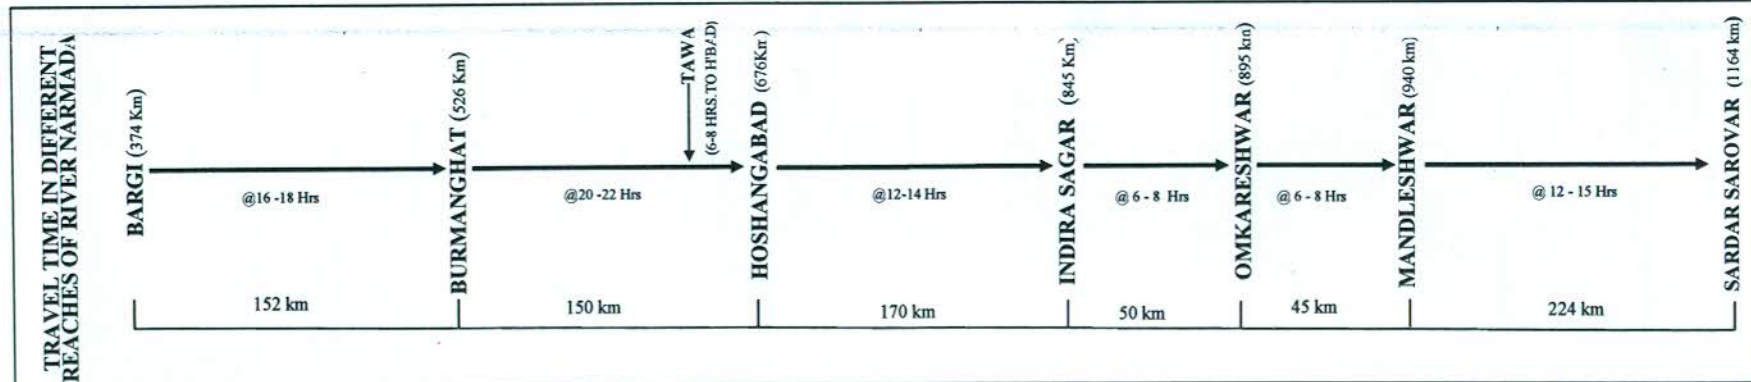 TRAVEL TIME IN DIFFERENT
REACHES OF RIVER NARMADA
BARGI (374 Km)
BURMANGHAT (526 Km)
TAWA
(6-8 HRS.TO H'BAD)
HOSHANGABAD (676Km)
INDIRA SAGAR (845 Km)
OMKARESHWAR (895 km)
MANDLESHWAR (940 km)
SARDAR SAROVAR (1164 km)
@16 -18 Hrs
@20 -22 Hrs
@12-14 Hrs
@ 6 - 8 Hrs
@ 6 - 8 Hrs
@ 12 - 15 Hrs
152 km
150 km
170 km
50 km
45 km
224 km